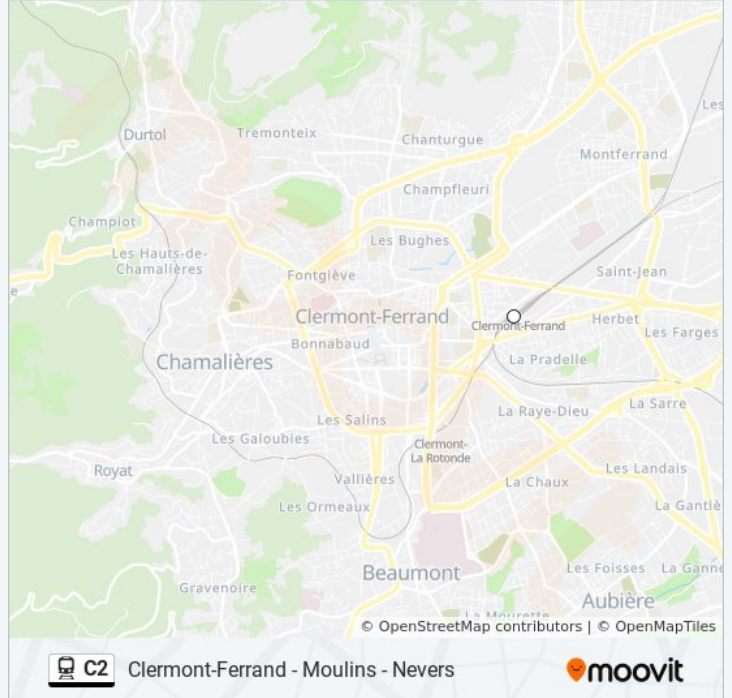 Les
Durtol
Tremonteix
Chanturgue
Montferrand
Champfleuri
Champiot
Les Bughes
Les Hauts-de-
Chamalières
Fontgiève
Saint-Jean
e
Clermont-Ferrand
Clermont-Ferrand
Herbet
Les Farges
Bonnabaud
Chamalières
La Pradelle
La Sarre
La Raye-Dieu
Les Salins
Les Galoubies
Clermont-
La Rotonde
Royat
Vallières
Les Landais
La Chaux
Les Ormeaux
La Gantiè
Beaumont
Les Foisses
La Ganne
Gravenoire
Aubière
La Mourette
© OpenStreetMap contributors | © OpenMapTiles
C2 Clermont-Ferrand - Moulins - Nevers
moovit